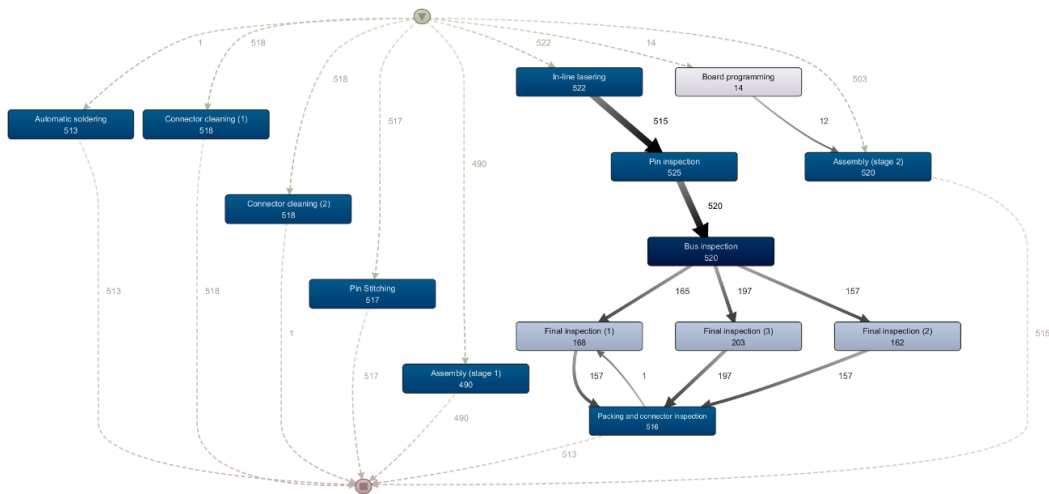 1
518
518
517
490
522
14
503
In-line lasering
522
Board programming
14
Automatic soldering
513
Connector cleaning (1)
518
515
12
Pin inspection
525
Assembly (stage 2)
520
Connector cleaning (2)
518
520
Bus inspection
520
Pin Stitching
517
513
518
1
165
197
157
Final inspection (1)
168
Final inspection (3)
203
Final inspection (2)
162
515
517
Assembly (stage 1)
490
157
1
197
157
490
Packing and connector inspection
516
513